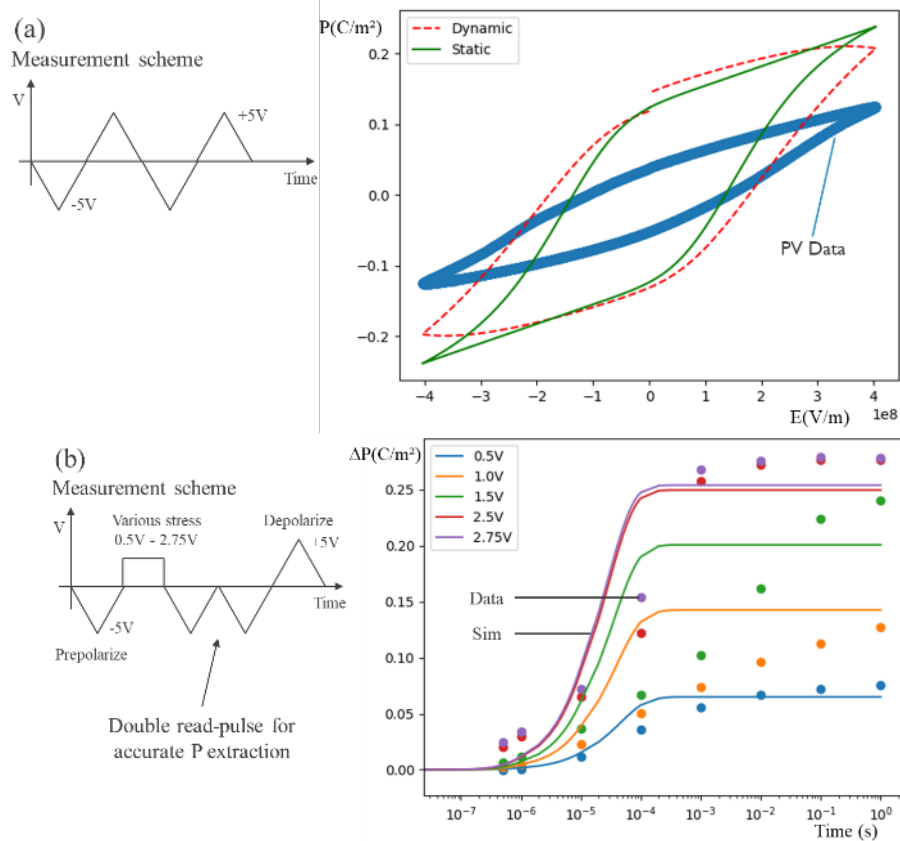 (a)
Measurement scheme
V
+5V
-5V
Time
P(C/m²)
Dynamic
Static
0.2
0.1
0.0
−0.1
−0.2
PV Data
−4 −3 −2 −1 0 1 2 3 4
1e8
E(V/m)
(b)
Measurement scheme
V
Various stress
0.5V - 2.75V
Depolarize
+5V
Time
-5V
Prepolarize
Double read-pulse for
accurate P extraction
ΔP(C/m²)
0.5V
1.0V
1.5V
2.5V
2.75V
0.25
0.20
0.15
0.10
0.05
0.00
Data
Sim
10⁻⁷ 10⁻⁶ 10⁻⁵ 10⁻⁴ 10⁻³ 10⁻² 10⁻¹ 10⁰
Time (s)